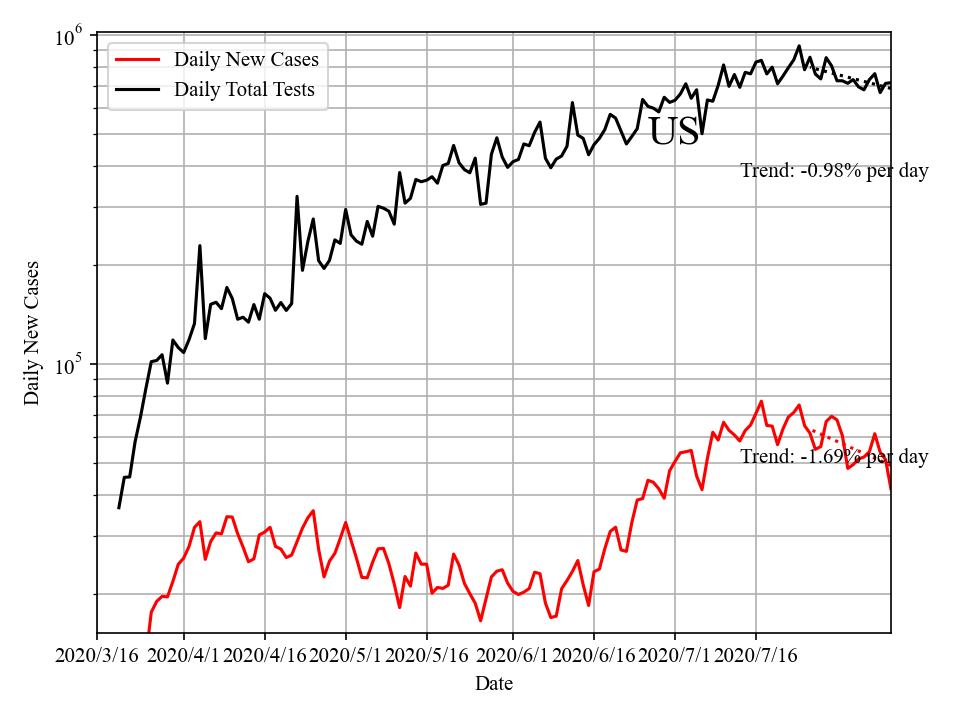 10^6
Daily New Cases
Daily Total Tests
US
Trend: -0.98% per day
10^5
Daily New Cases
Trend: -1.69% per day
2020/3/16 2020/4/1 2020/4/16 2020/5/1 2020/5/16 2020/6/1 2020/6/16 2020/7/1 2020/7/16
Date